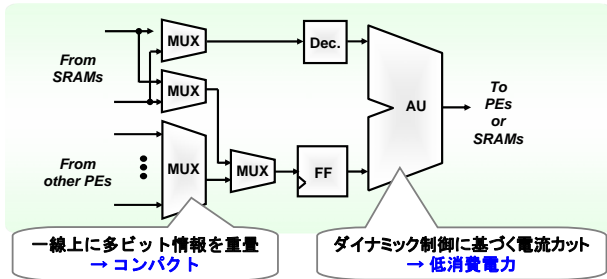 From
SRAMs
MUX
MUX
From
other PEs
MUX
MUX
Dec.
FF
AU
To
PEs
or
SRAMs
一線上に多ビット情報を重畳
→ コンパクト
ダイナミック制御に基づく電流カット
→ 低消費電力